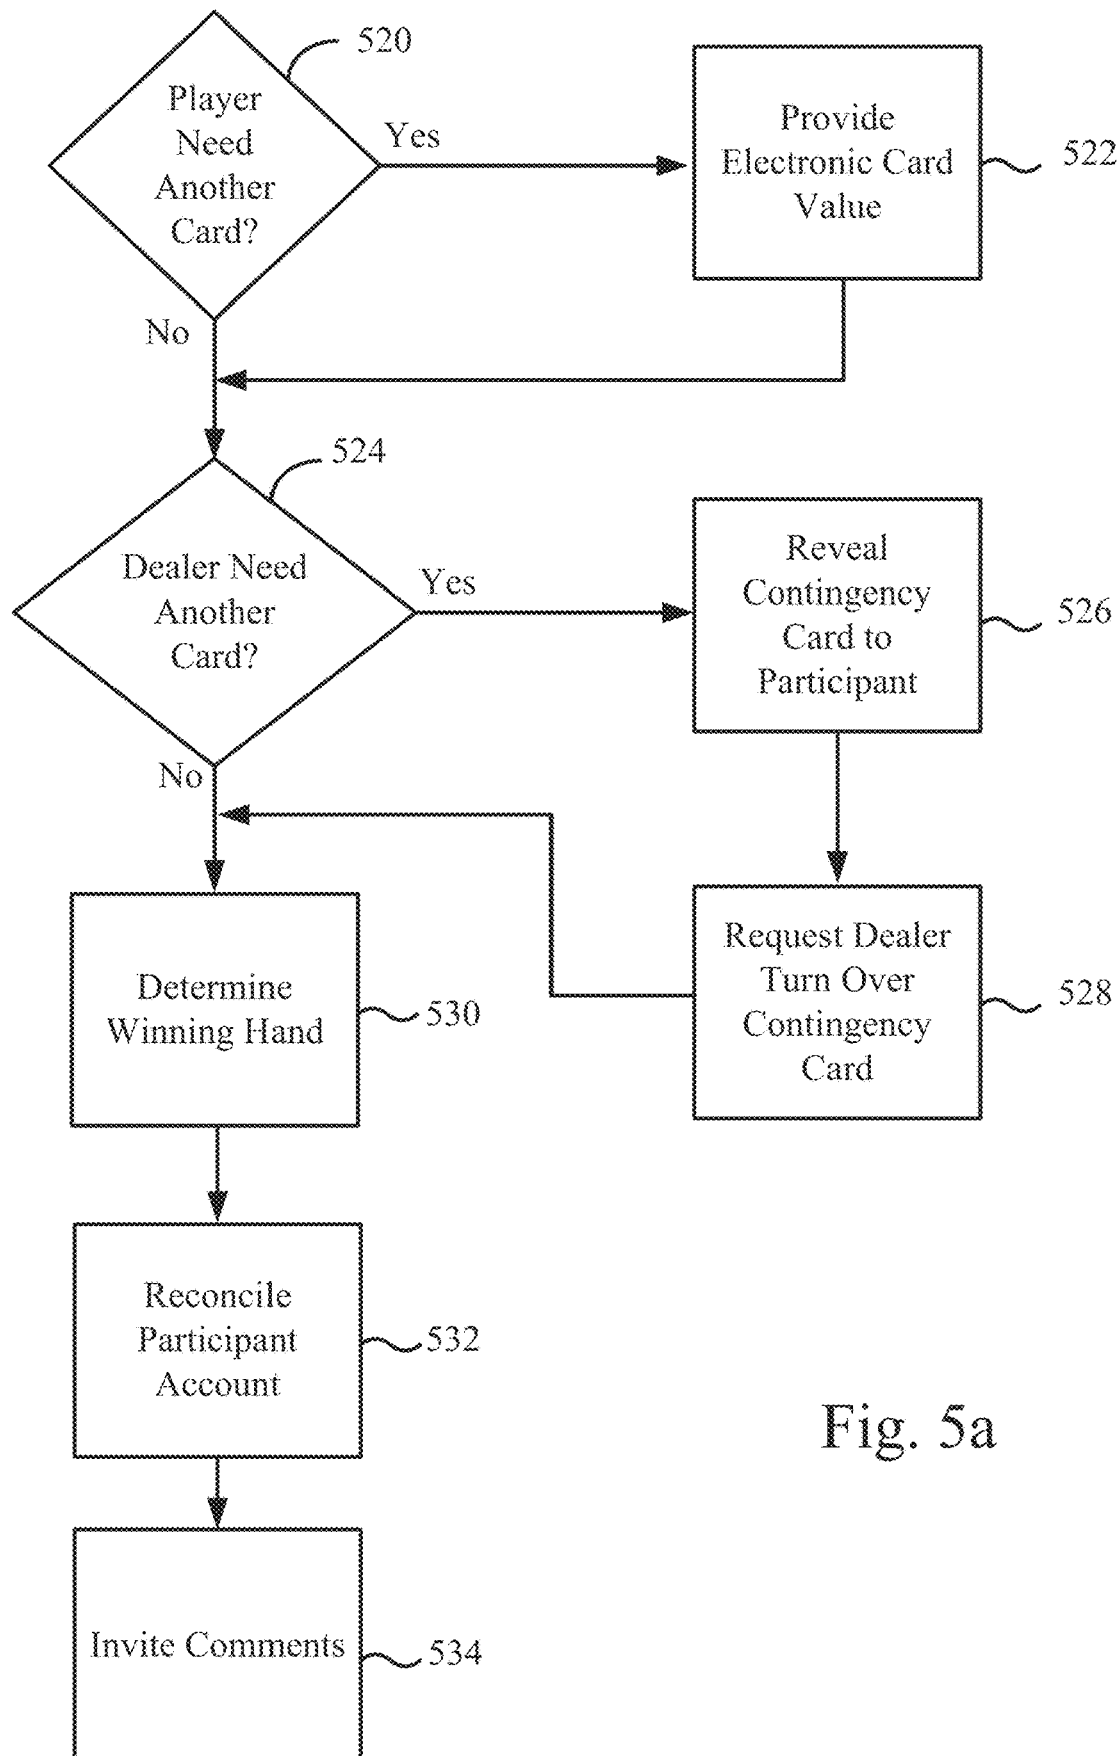 520
Player
Need
Another
Card?
Yes
Provide
Electronic Card
Value
522
No
524
Dealer Need
Another
Card?
Yes
Reveal
Contingency
Card to
Participant
526
No
Request Dealer
Turn Over
Contingency
Card
528
Determine
Winning Hand
530
Reconcile
Participant
Account
532
Fig. 5a
Invite Comments
534